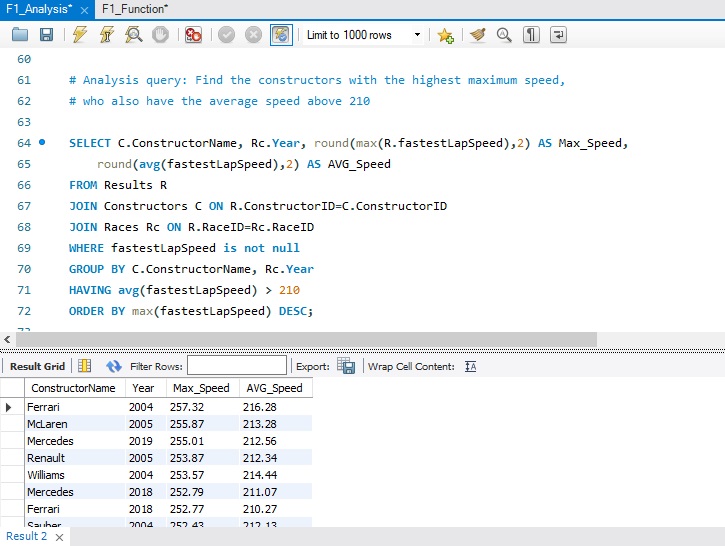 F1_Analysis* × F1_Function*
Limit to 1000 rows
60
61 # Analysis query: Find the constructors with the highest maximum speed,
62 # who also have the average speed above 210
63
64 SELECT C.ConstructorName, Rc.Year, round(max(R.fastestLapSpeed),2) AS Max_Speed,
65 round(avg(fastestLapSpeed),2) AS AVG_Speed
66 FROM Results R
67 JOIN Constructors C ON R.ConstructorID=C.ConstructorID
68 JOIN Races Rc ON R.RaceID=Rc.RaceID
69 WHERE fastestLapSpeed is not null
70 GROUP BY C.ConstructorName, Rc.Year
71 HAVING avg(fastestLapSpeed) > 210
72 ORDER BY max(fastestLapSpeed) DESC;
Result Grid Filter Rows: Export: Wrap Cell Content: IA
ConstructorName Year Max_Speed AVG_Speed
Ferrari 2004 257.32 216.28
McLaren 2005 255.87 213.28
Mercedes 2019 255.01 212.56
Renault 2005 253.87 212.34
Williams 2004 253.57 214.44
Mercedes 2018 252.79 211.07
Ferrari 2018 252.77 210.27
Sauber 2004 252.43 212.13
Result 2 ×